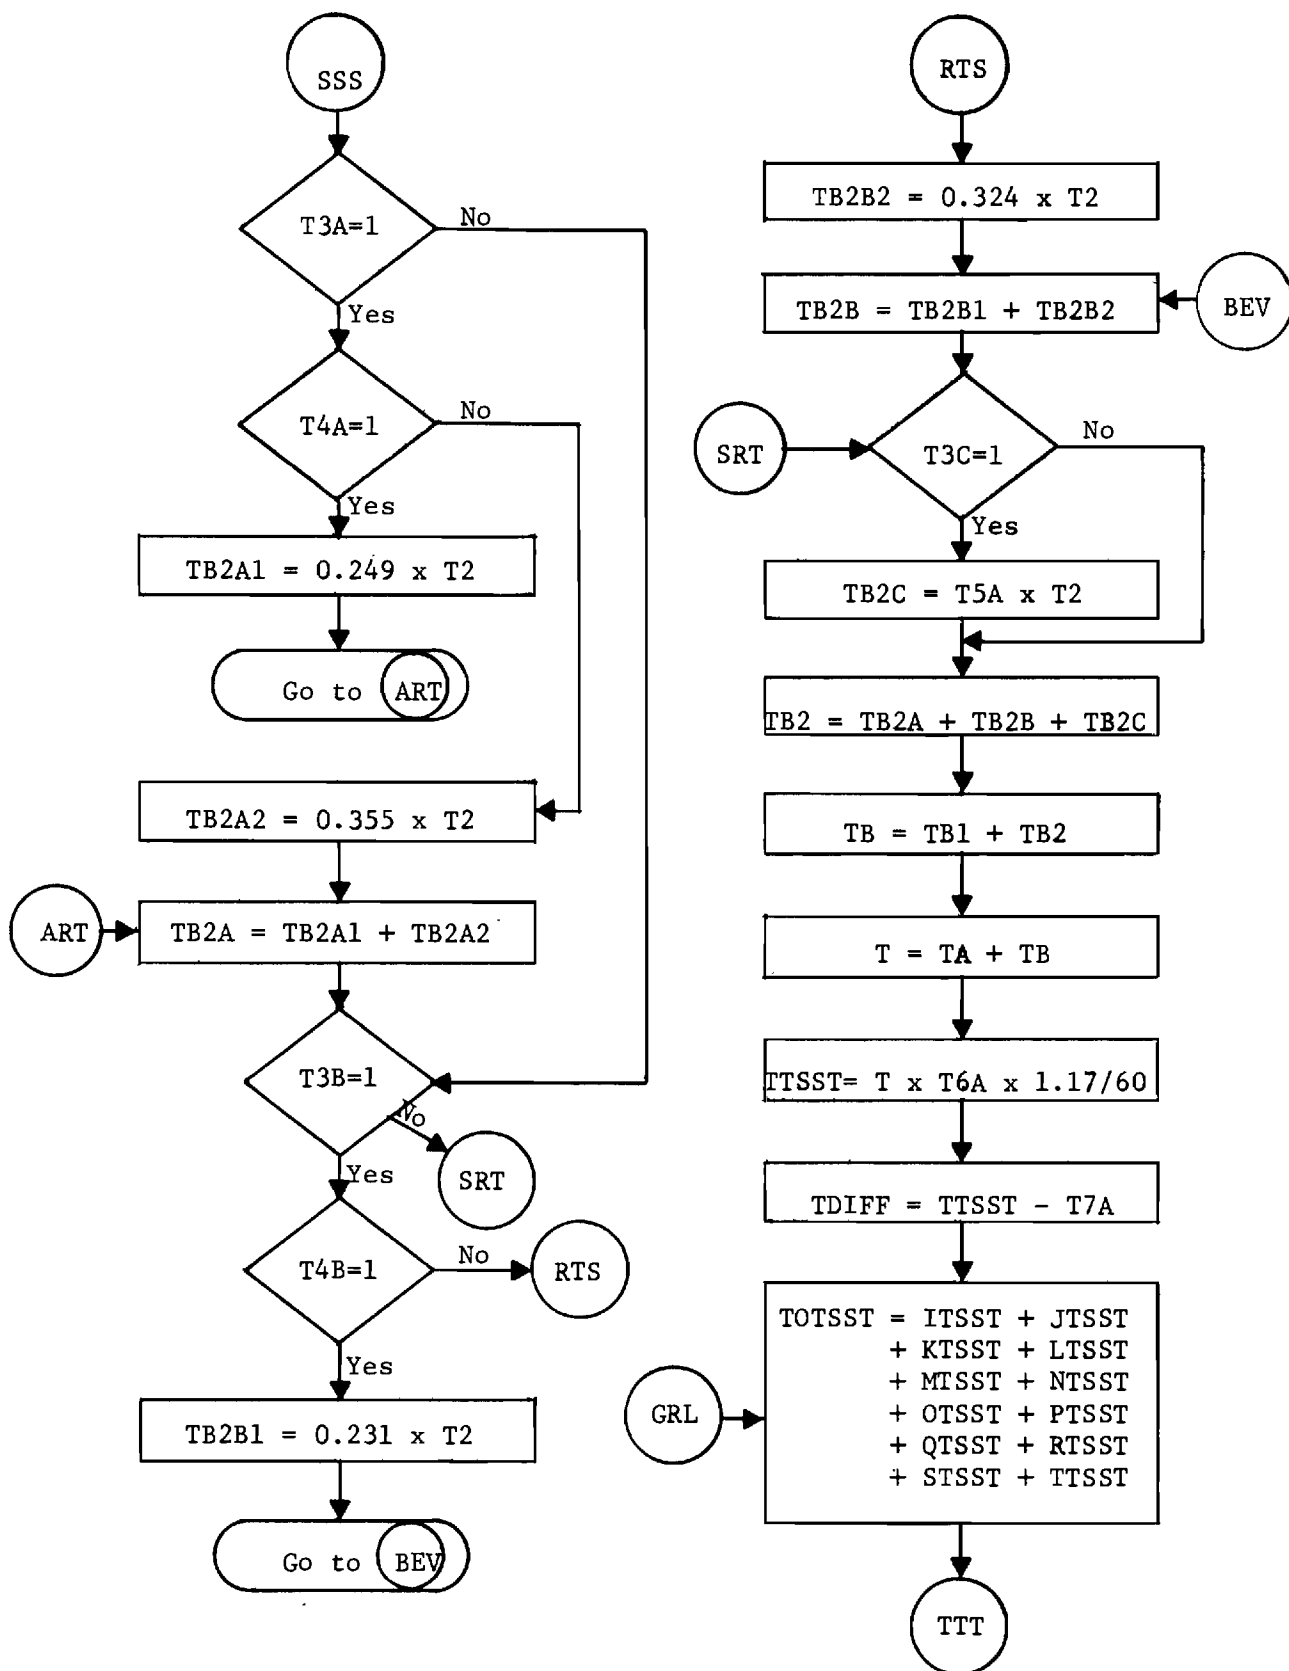 SSS
T3A=1
No
Yes
T4A=1
No
Yes
TB2A1 = 0.249 x T2
Go to ART
TB2A2 = 0.355 x T2
ART
TB2A = TB2A1 + TB2A2
T3B=1
No
SRT
Yes
T4B=1
No
RTS
Yes
TB2B1 = 0.231 x T2
Go to BEV
RTS
TB2B2 = 0.324 x T2
TB2B = TB2B1 + TB2B2
BEV
SRT
T3C=1
No
Yes
TB2C = T5A x T2
TB2 = TB2A + TB2B + TB2C
TB = TB1 + TB2
T = TA + TB
TTSST= T x T6A x 1.17/60
TDIFF = TTSST - T7A
TOTSST = ITSST + JTSST
+ KTSST + LTSST
+ MTSST + NTSST
+ OTSST + PTSST
+ QTSST + RTSST
+ STSST + TTSST
GRL
TTT